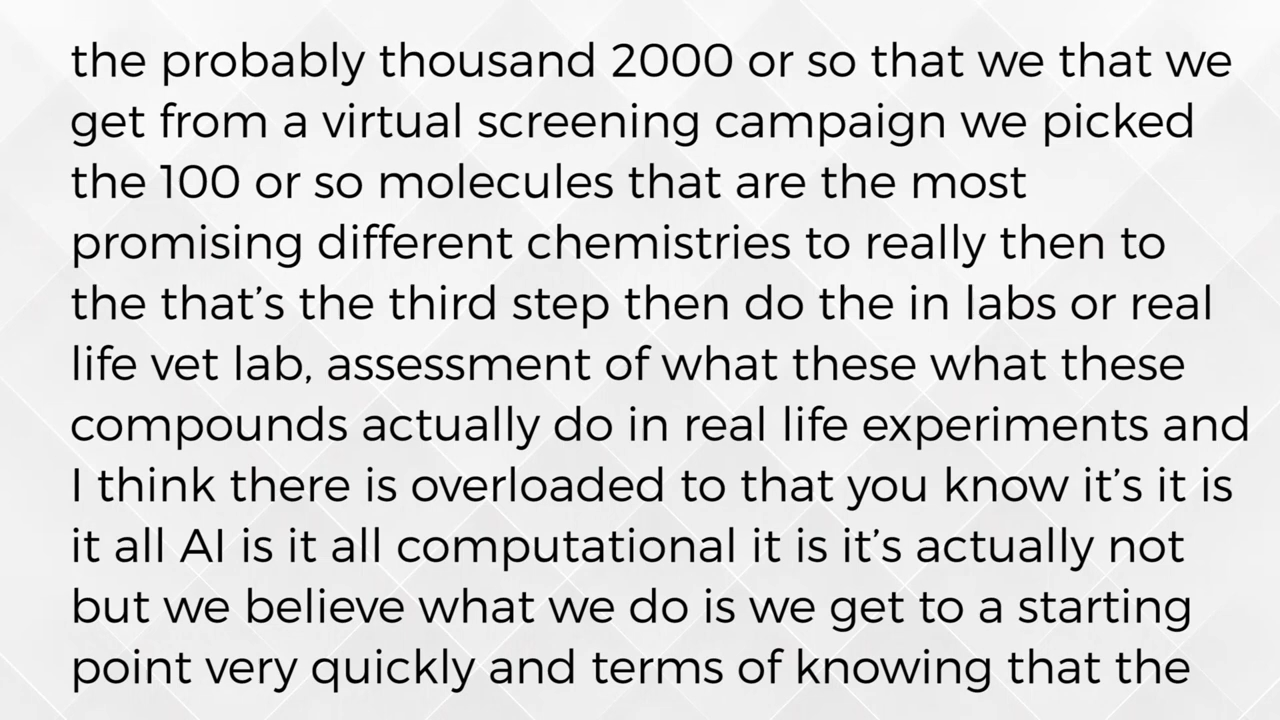 the probably thousand 2000 or so that we that we
get from a virtual screening campaign we picked
the 100 or so molecules that are the most
promising different chemistries to really then to
the that's the third step then do the in labs or real
life vet lab, assessment of what these what these
compounds actually do in real life experiments and
I think there is overloaded to that you know it's it is
it all AI is it all computational it is it's actually not
but we believe what we do is we get to a starting
point very quickly and terms of knowing that the